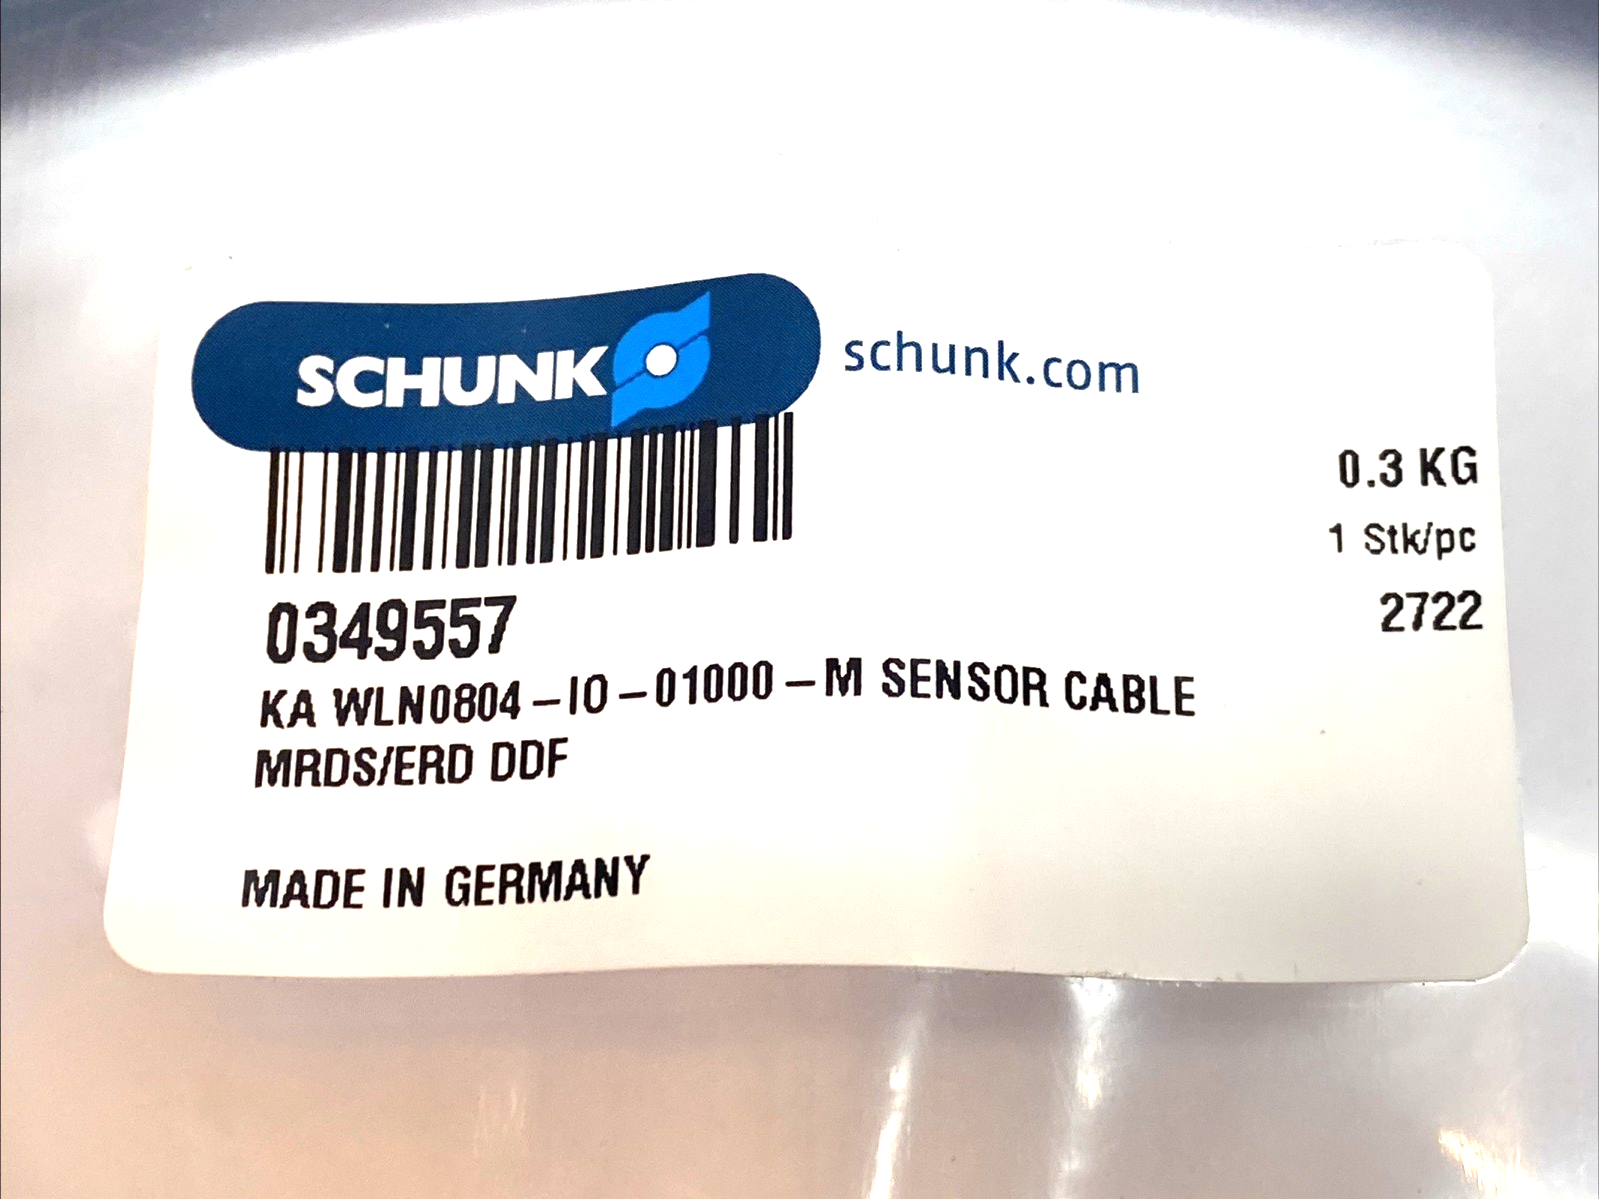 SCHUNK
schunk.com
0.3 KG
1 Stk/pc
2722
0349557
KA WLN0804-IO-01000-M SENSOR CABLE
MRDS/ERD DDF
MADE IN GERMANY